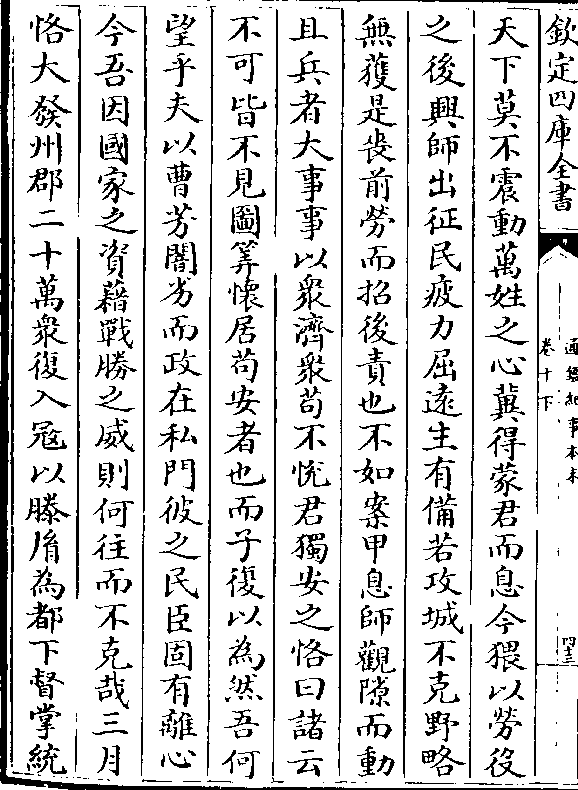 欽定四庫全書
通鑑紀事本末
卷十下
四十三
天下莫不震動萬姓之心冀得蒙君而息今猥以勞役
之後興師出征民疲力屈逺主有備若攻城不克野略
無獲是喪前勞而招後責也不如案甲息師觀隙而動
且兵者大事事以衆濟衆苟不悅君獨安之恪曰諸云
不可皆不見圖筭懷居苟安者也而子復以為然吾何
望乎夫以曹芳闇劣而政在私門彼之民臣固有離心
今吾因國家之資藉戰勝之威則何往而不克哉三月
恪大發州郡二十萬衆復入冦以滕𦙍為都下督掌統